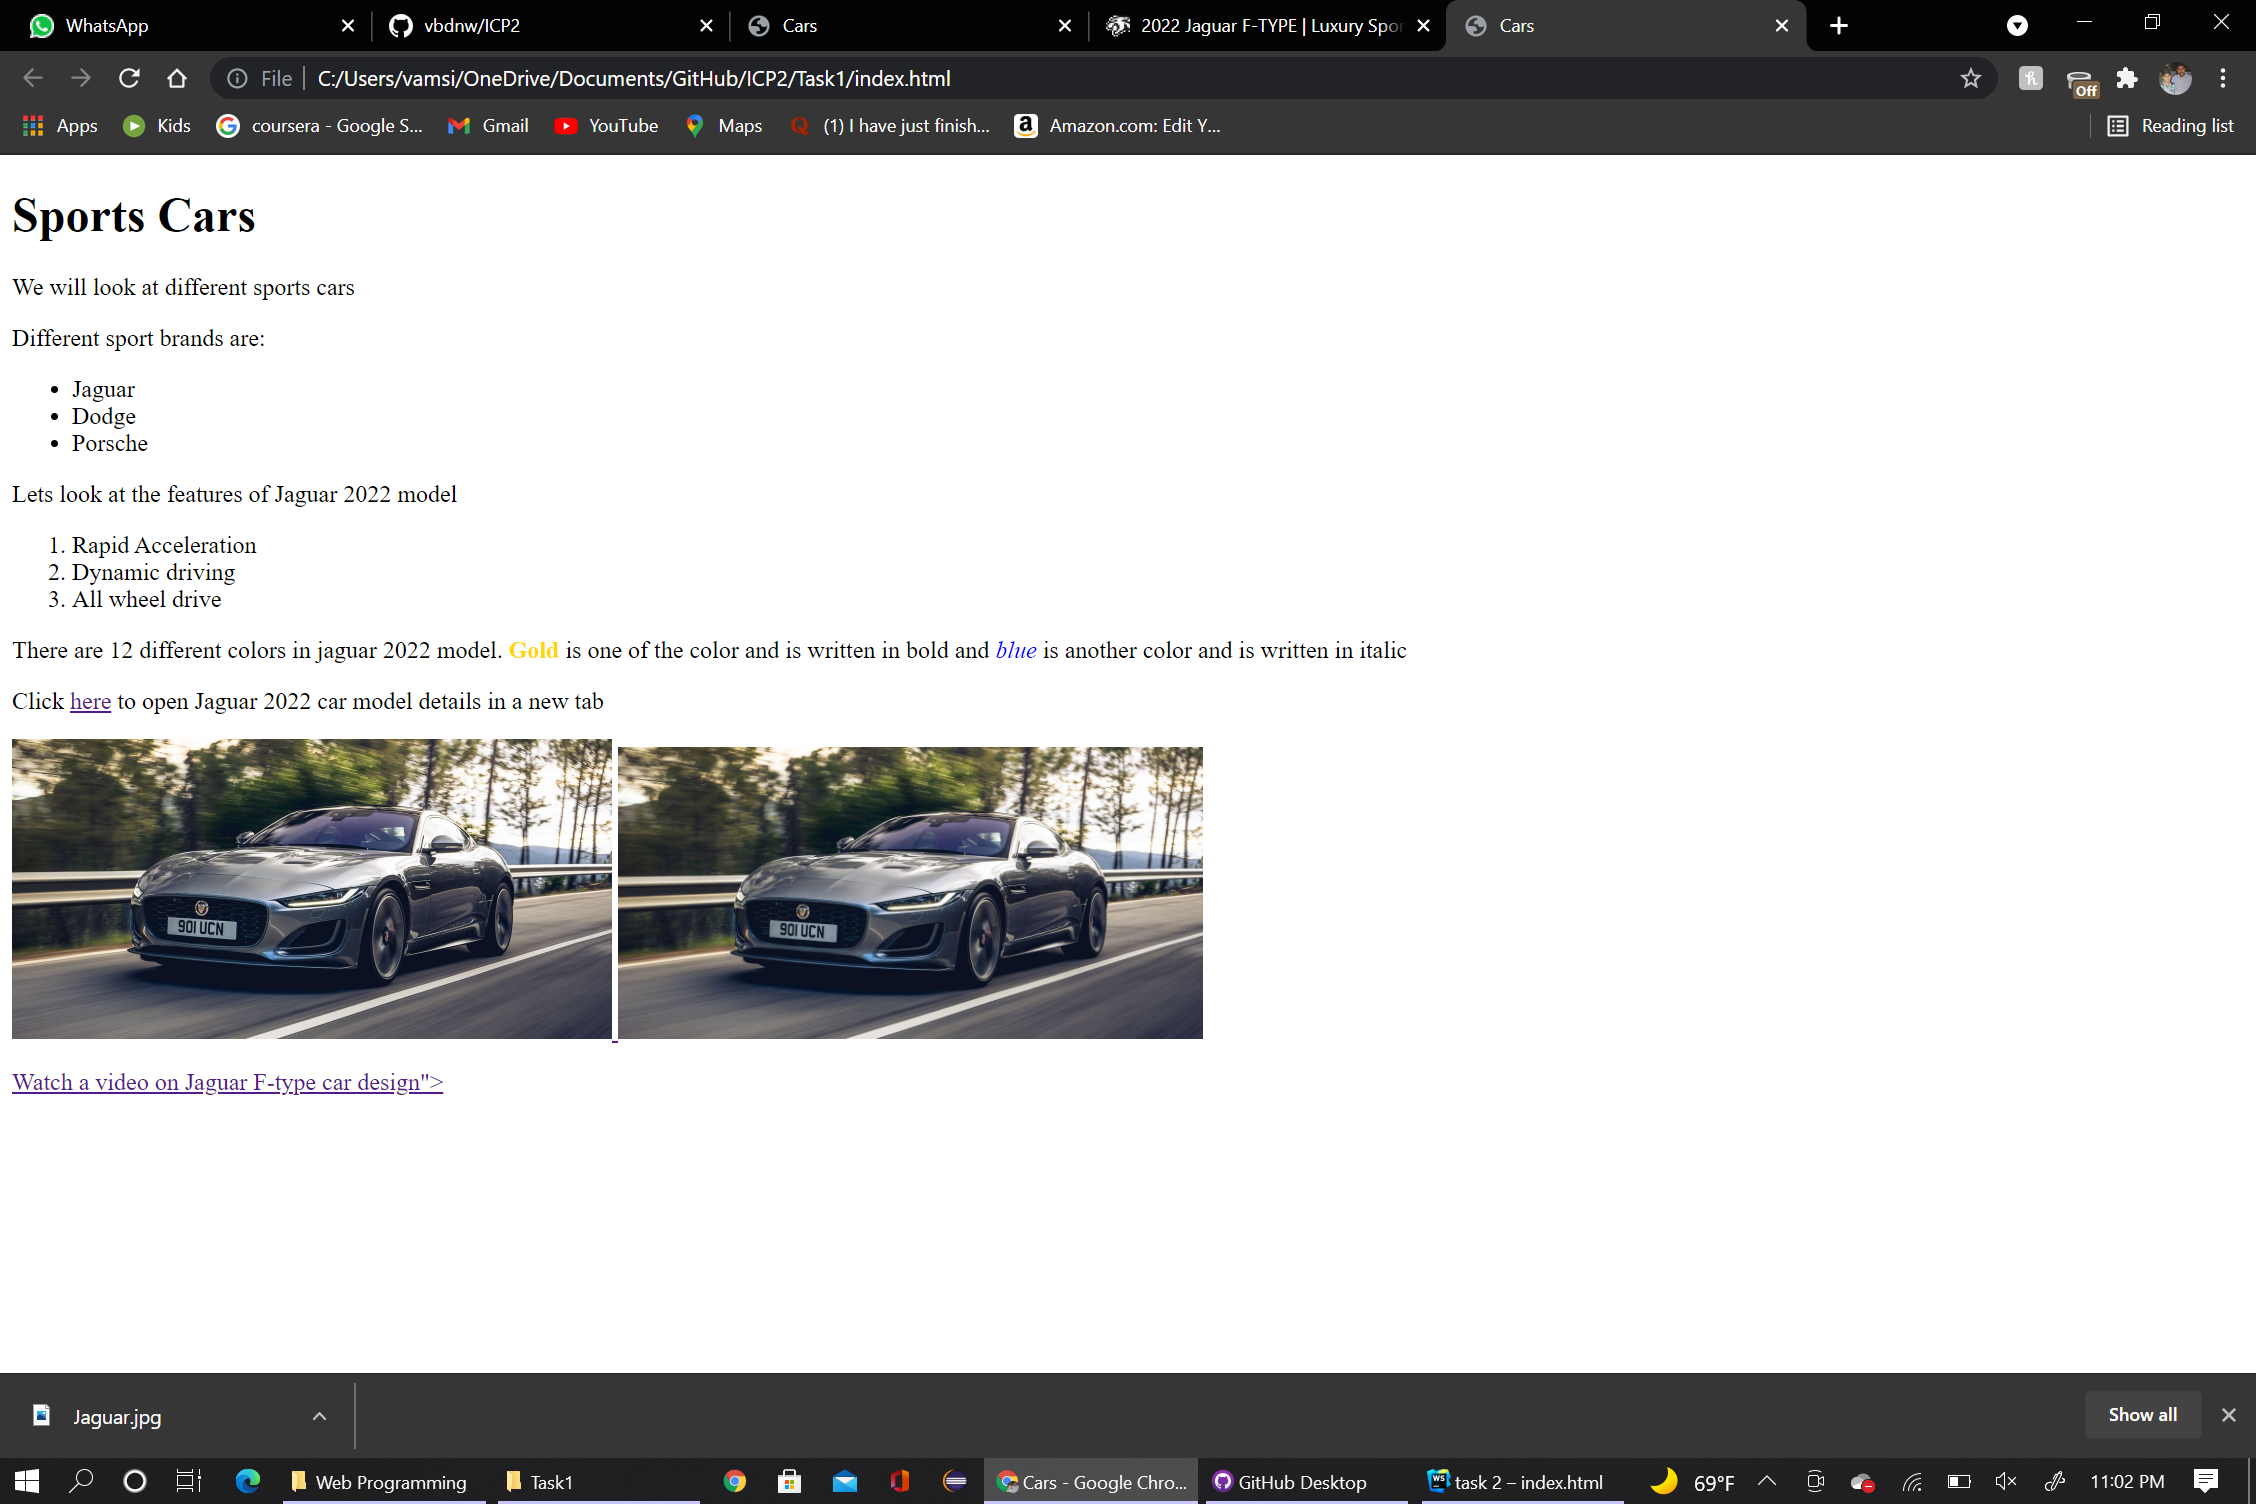 WhatsApp
vbdnw/ICP2
Cars
2022 Jaguar F-TYPE | Luxury Spor
Cars
File
C:/Users/vamsi/OneDrive/Documents/GitHub/ICP2/Task1/index.html
Off
Apps
Kids
coursera - Google S...
Gmail
YouTube
Maps
(1) I have just finish...
Amazon.com: Edit Y...
Reading list
Sports Cars
We will look at different sports cars
Different sport brands are:
• Jaguar
• Dodge
• Porsche
Lets look at the features of Jaguar 2022 model
1. Rapid Acceleration
2. Dynamic driving
3. All wheel drive
There are 12 different colors in jaguar 2022 model. Gold is one of the color and is written in bold and blue is another color and is written in italic
Click here to open Jaguar 2022 car model details in a new tab
901 UCN
901 UCN
Watch a video on Jaguar F-type car design">
Jaguar.jpg
Show all
Web Programming
Task1
Cars - Google Chro...
GitHub Desktop
WS
task 2 – index.html
69°F
11:02 PM